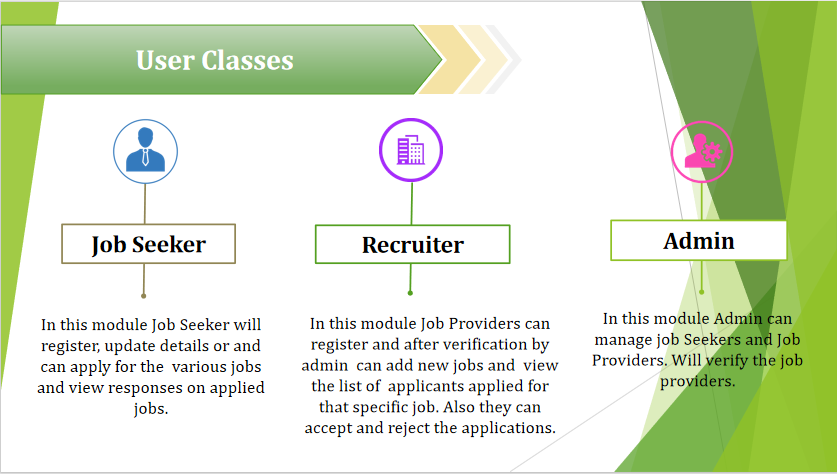 User Classes
Job Seeker
In this module Job Seeker will
register, update details or and
can apply for the various jobs
and view responses on applied
jobs.
Recruiter
In this module Job Providers can
register and after verification by
admin can add new jobs and view
the list of applicants applied for
that specific job. Also they can
accept and reject the applications.
Admin
In this module Admin can
manage job Seekers and Job
Providers. Will verify the job
providers.